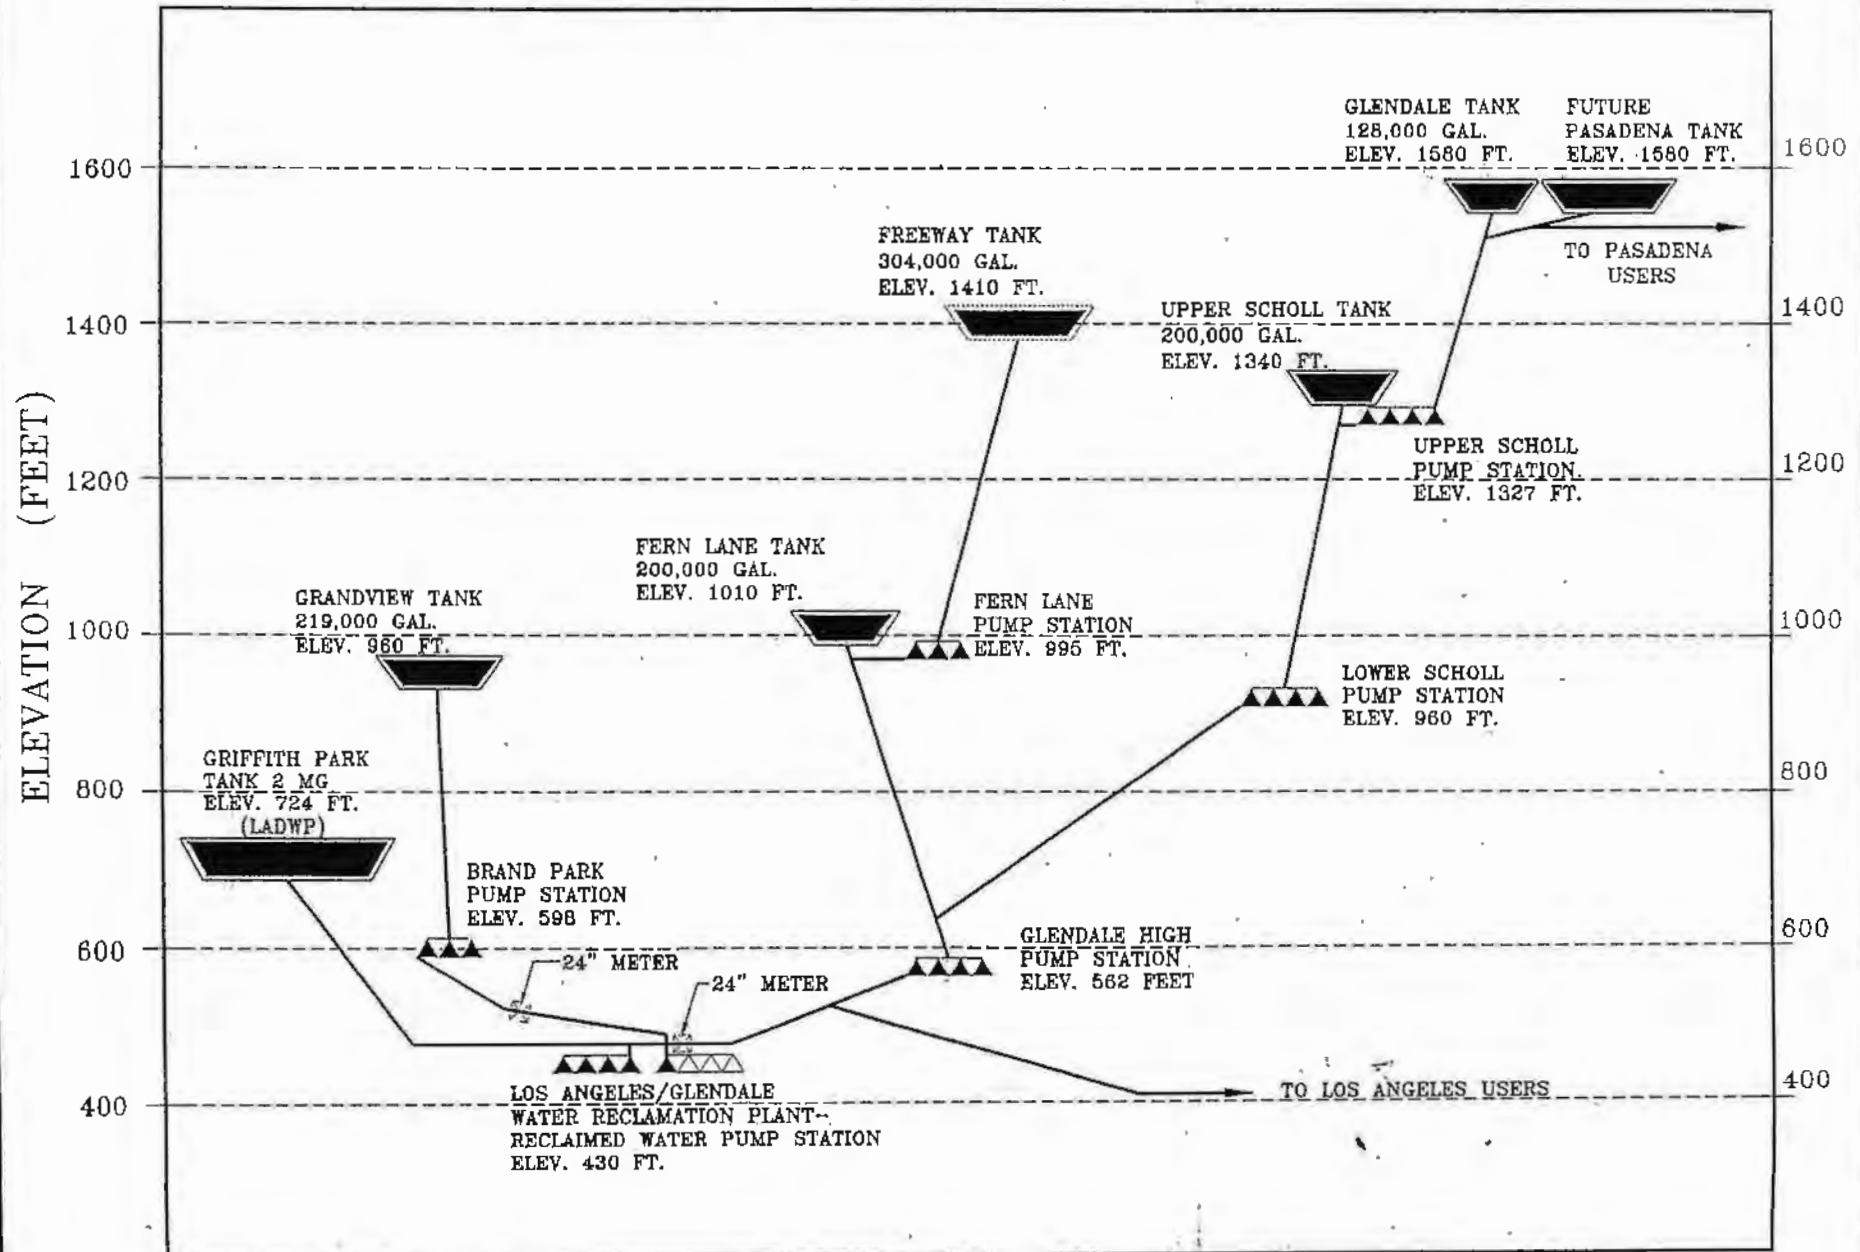 ELEVATION (FEET)
1600
1400
1200
1000
800
600
400
GLENDALE TANK
128,000 GAL.
ELEV. 1580 FT.
FUTURE
PASADENA TANK
ELEV. 1580 FT.
TO PASADENA
USERS
FREEWAY TANK
304,000 GAL.
ELEV. 1410 FT.
UPPER SCHOLL TANK
200,000 GAL.
ELEV. 1340 FT.
UPPER SCHOLL
PUMP STATION
ELEV. 1327 FT.
FERN LANE TANK
200,000 GAL.
ELEV. 1010 FT.
FERN LANE
PUMP STATION
ELEV. 995 FT.
GRANDVIEW TANK
219,000 GAL.
ELEV. 960 FT.
LOWER SCHOLL
PUMP STATION
ELEV. 960 FT.
GRIFFITH PARK
TANK 2 MG
ELEV. 724 FT.
(LADWP)
BRAND PARK
PUMP STATION
ELEV. 598 FT.
24" METER
24" METER
GLENDALE HIGH
PUMP STATION
ELEV. 562 FEET
LOS ANGELES/GLENDALE
WATER RECLAMATION PLANT--
RECLAIMED WATER PUMP STATION
ELEV. 430 FT.
TO LOS ANGELES USERS
1600
1400
1200
1000
800
600
400